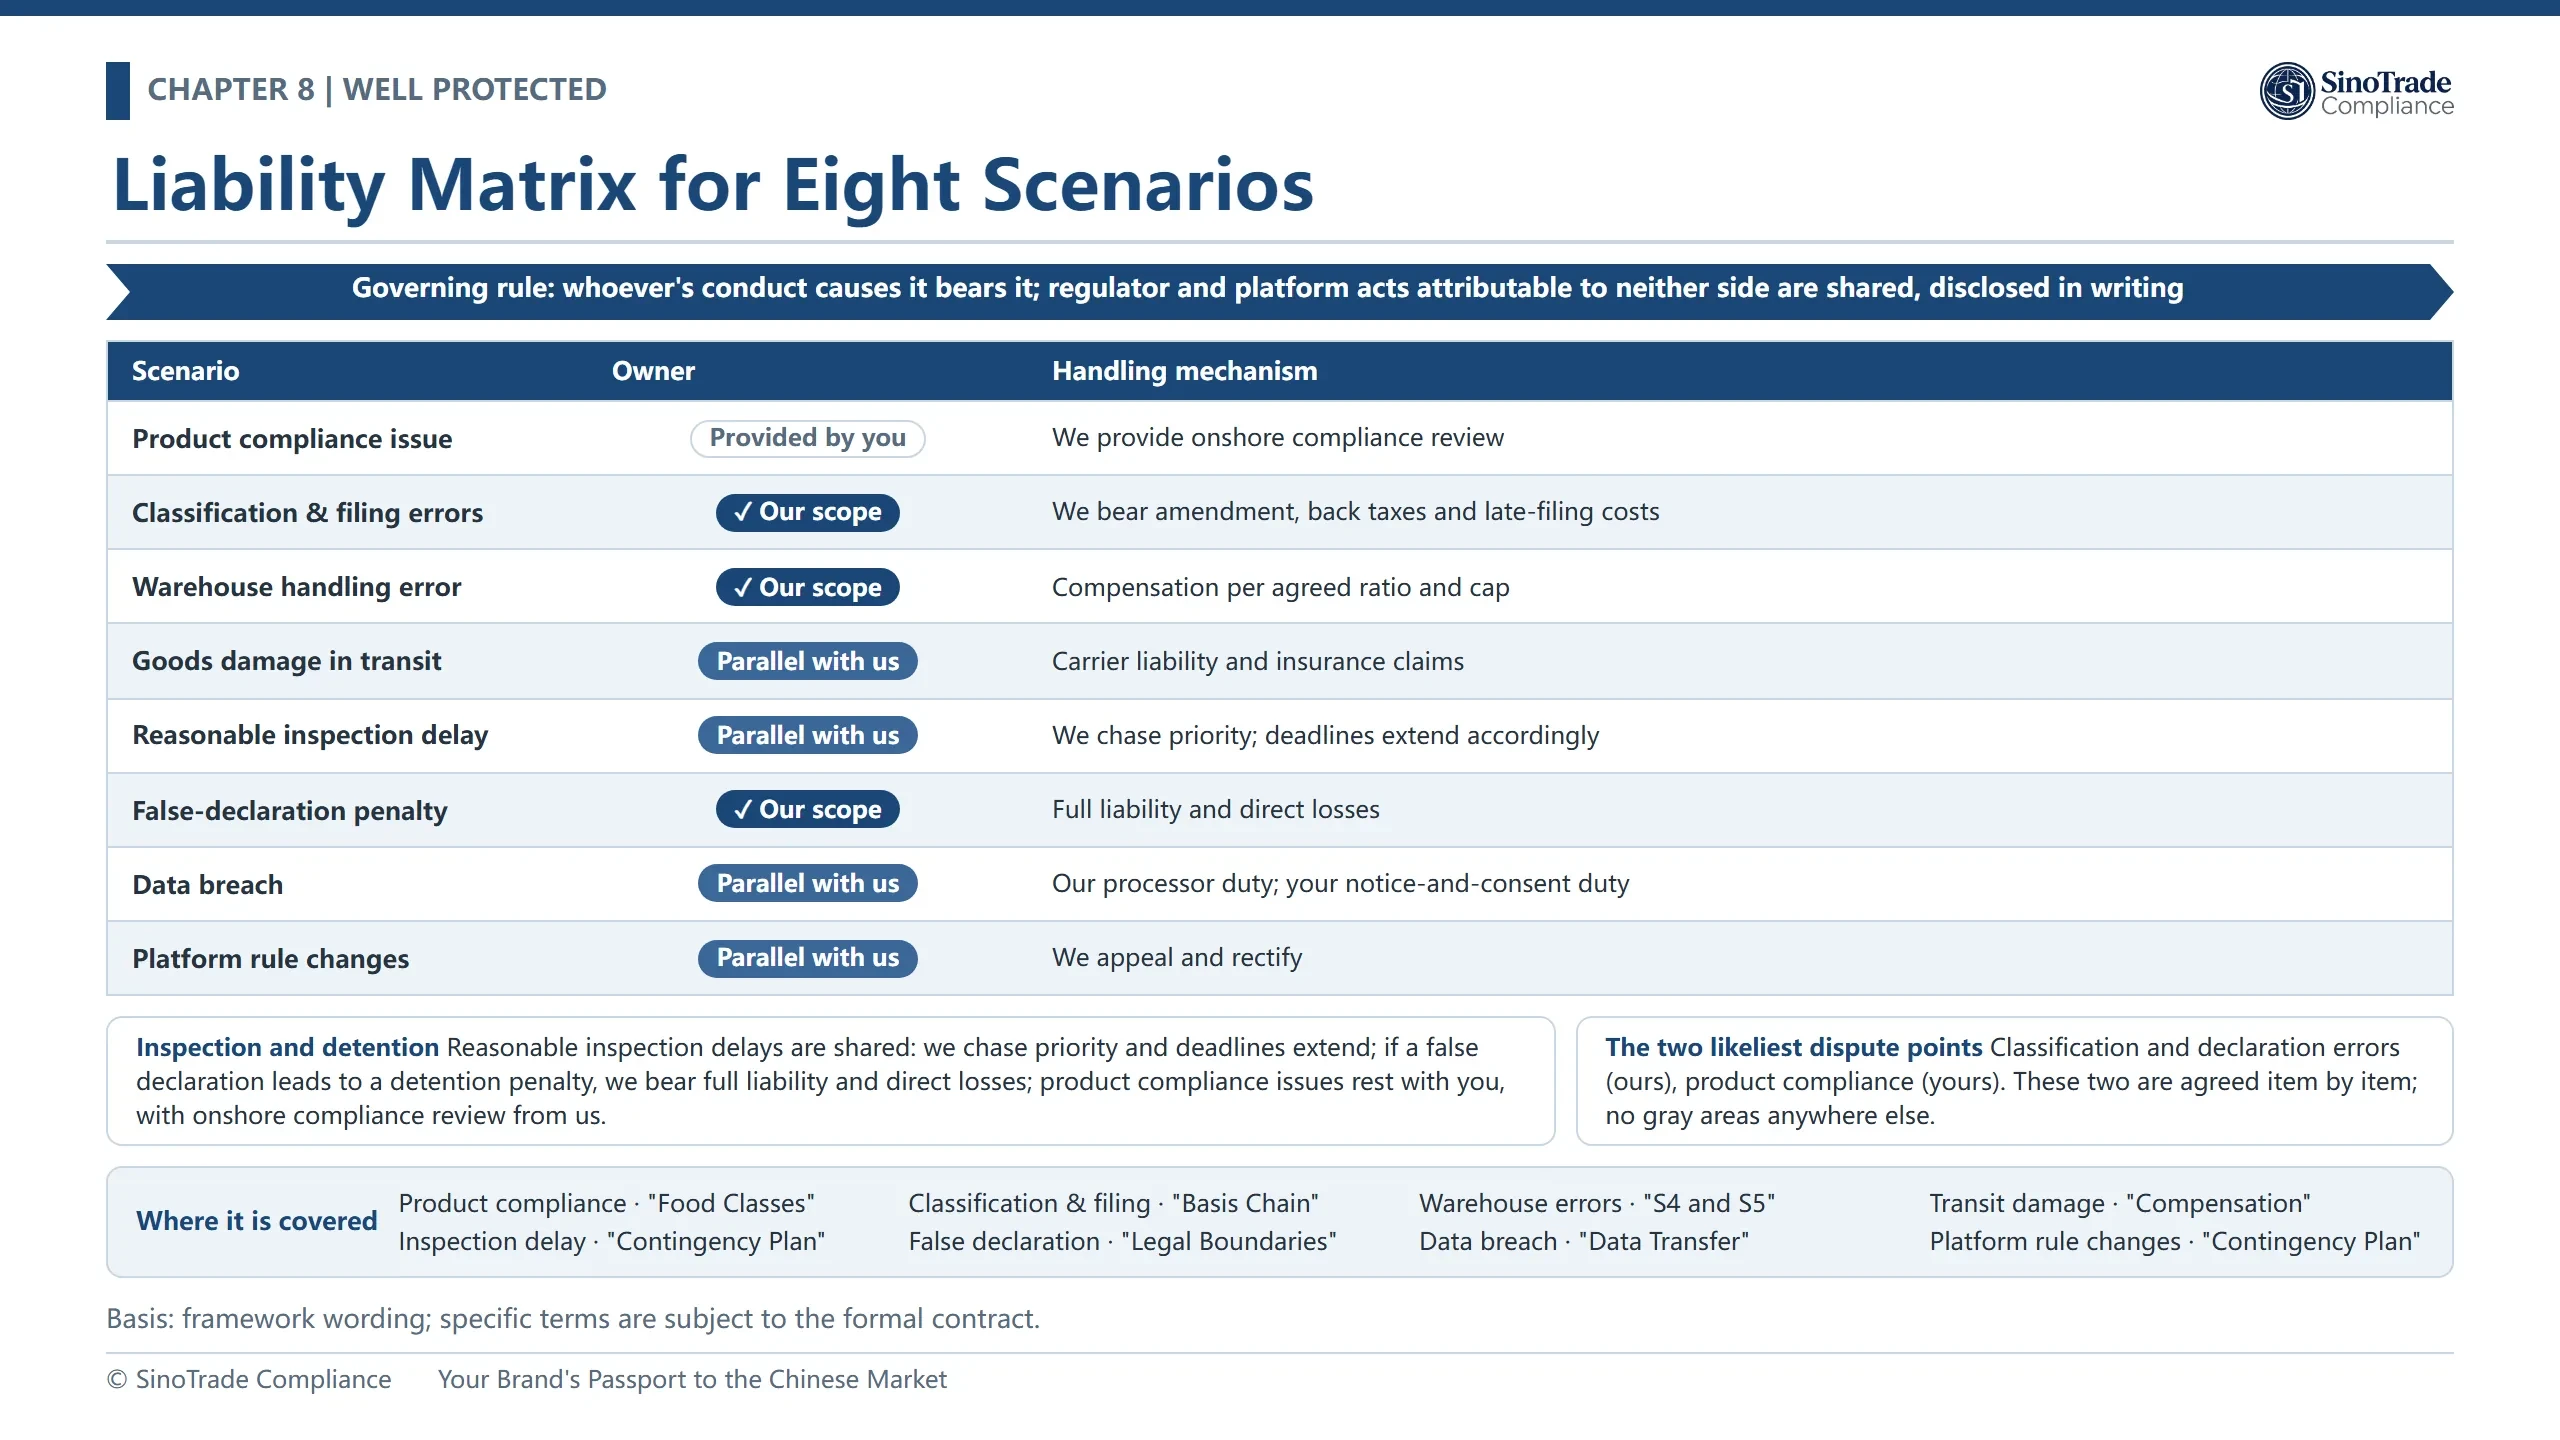 CHAPTER 8 | WELL PROTECTED
SinoTrade
Compliance
Liability Matrix for Eight Scenarios
Governing rule: whoever's conduct causes it bears it; regulator and platform acts attributable to neither side are shared, disclosed in writing
Scenario Owner Handling mechanism
Product compliance issue Provided by you We provide onshore compliance review
Classification & filing errors ✓ Our scope We bear amendment, back taxes and late-filing costs
Warehouse handling error ✓ Our scope Compensation per agreed ratio and cap
Goods damage in transit Parallel with us Carrier liability and insurance claims
Reasonable inspection delay Parallel with us We chase priority; deadlines extend accordingly
False-declaration penalty ✓ Our scope Full liability and direct losses
Data breach Parallel with us Our processor duty; your notice-and-consent duty
Platform rule changes Parallel with us We appeal and rectify
Inspection and detention Reasonable inspection delays are shared: we chase priority and deadlines extend; if a false
declaration leads to a detention penalty, we bear full liability and direct losses; product compliance issues rest with you,
with onshore compliance review from us.
The two likeliest dispute points Classification and declaration errors
(ours), product compliance (yours). These two are agreed item by item;
no gray areas anywhere else.
Where it is covered
Product compliance · "Food Classes" Classification & filing · "Basis Chain" Warehouse errors · "S4 and S5" Transit damage · "Compensation"
Inspection delay · "Contingency Plan" False declaration · "Legal Boundaries" Data breach · "Data Transfer" Platform rule changes · "Contingency Plan"
Basis: framework wording; specific terms are subject to the formal contract.
© SinoTrade Compliance Your Brand's Passport to the Chinese Market